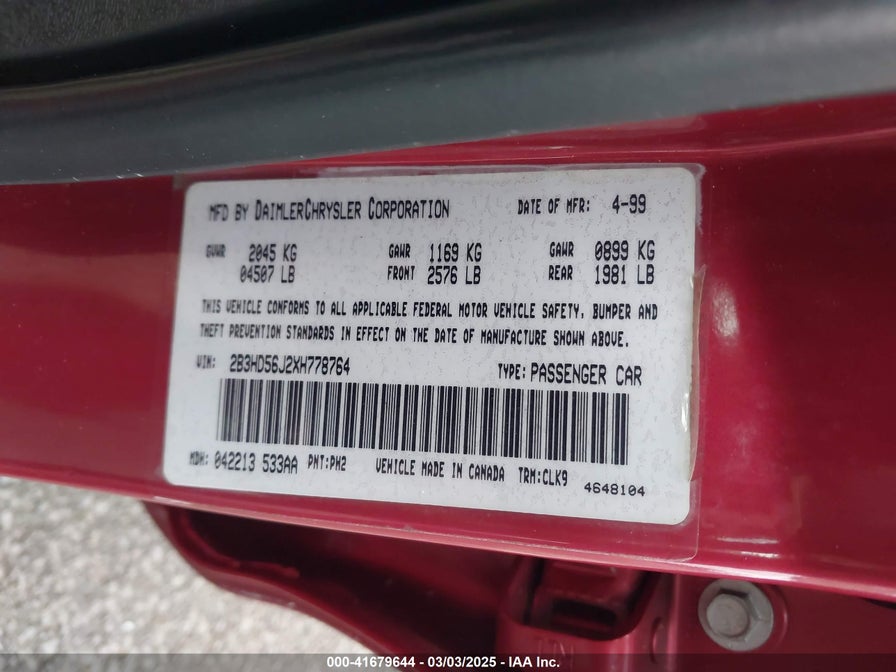 MFD BY DAIMLERCHRYSLER CORPORATION DATE OF MFR: 4-99
GVWR 2045 KG GAWR 1169 KG GAWR 0899 KG
04507 LB FRONT 2576 LB REAR 1981 LB
THIS VEHICLE CONFORMS TO ALL APPLICABLE FEDERAL MOTOR VEHICLE SAFETY, BUMPER AND
THEFT PREVENTION STANDARDS IN EFFECT ON THE DATE OF MANUFACTURE SHOWN ABOVE.
VIN: 2B3HD56J2XH778764 TYPE: PASSENGER CAR
MDH: 042213 533AA PNT:PH2 VEHICLE MADE IN CANADA TRM:CLK9 4648104
000-41679644 — 03/03/2025 — IAA Inc.